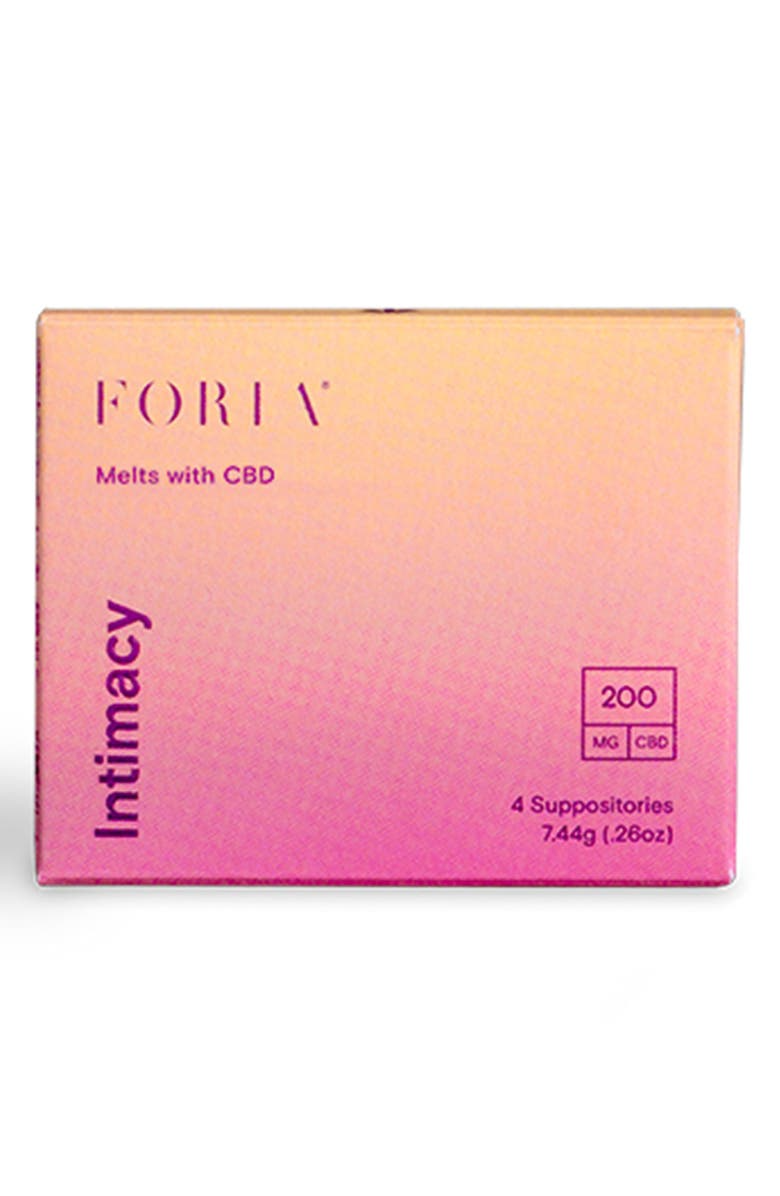 FORIA®
Melts with CBD
Intimacy
200
MG CBD
4 Suppositories
7.44g (.26oz)